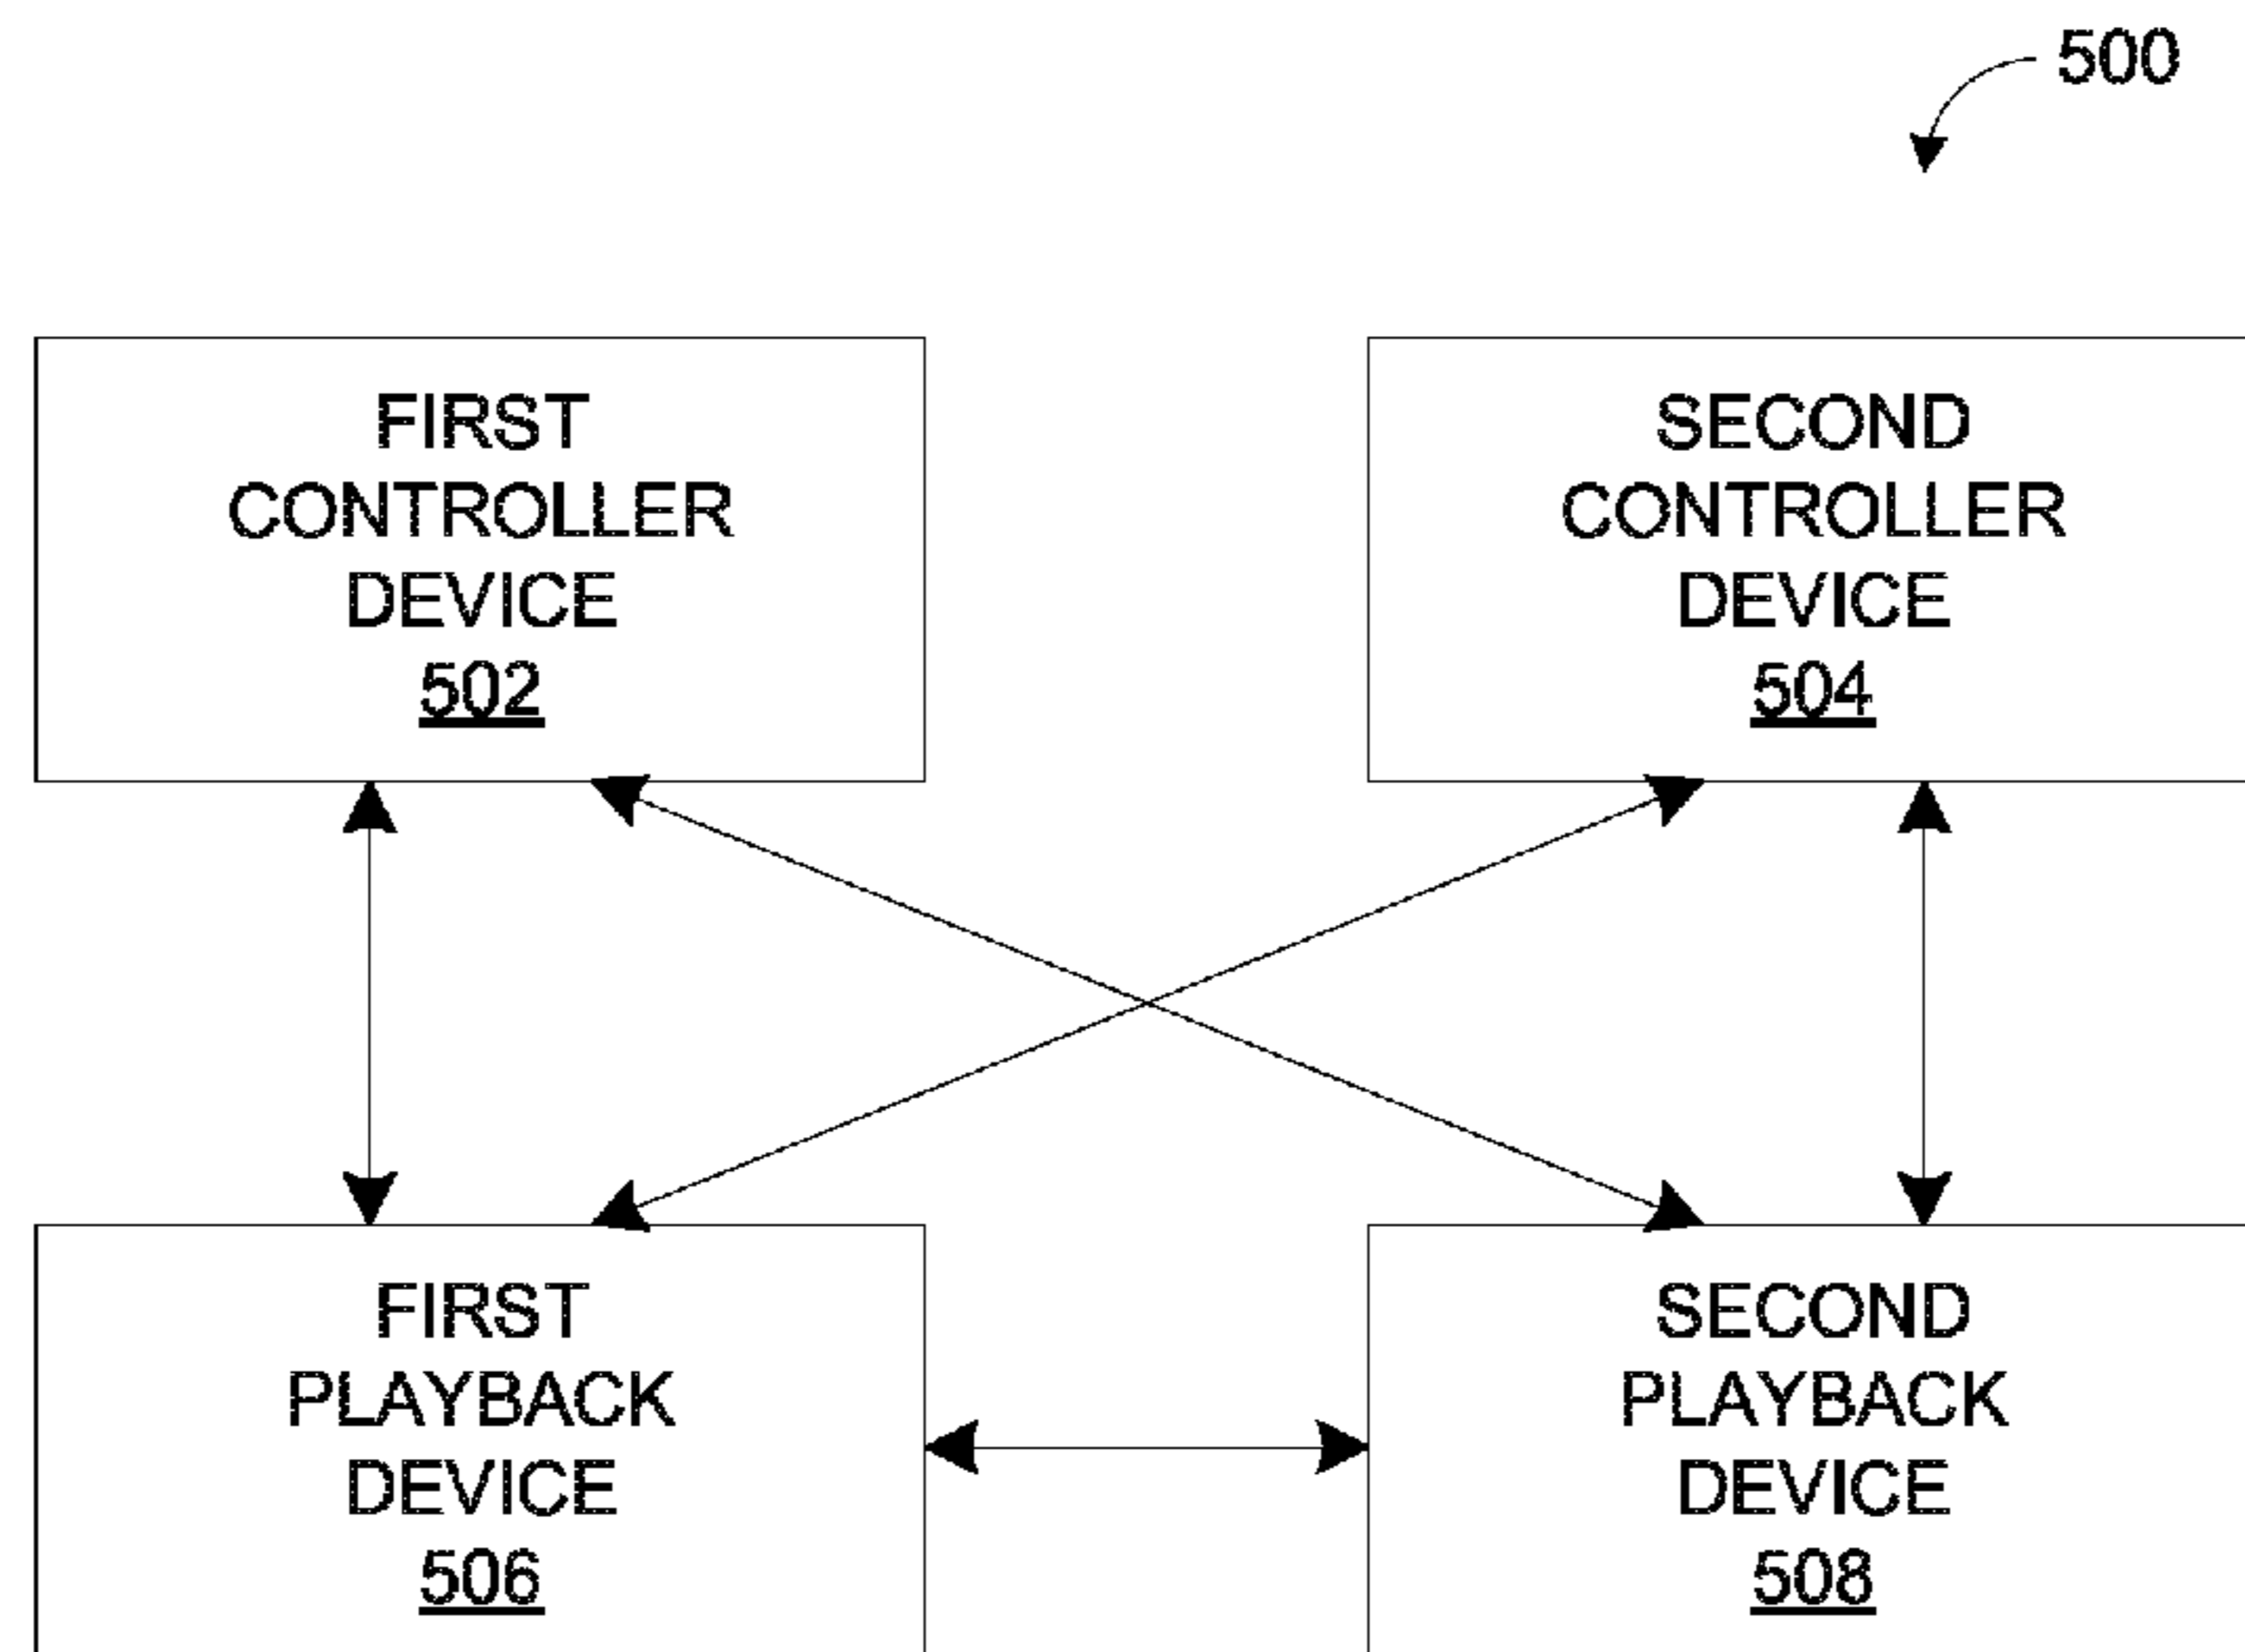 500
FIRST
CONTROLLER
DEVICE
502
SECOND
CONTROLLER
DEVICE
504
FIRST
PLAYBACK
DEVICE
506
SECOND
PLAYBACK
DEVICE
508